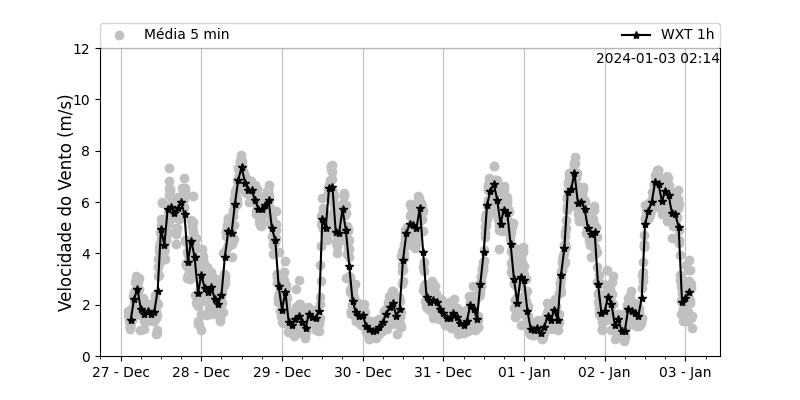 Média 5 min
WXT 1h
2024-01-03 02:14
Velocidade do Vento (m/s)
12
10
8
6
4
2
0
27 - Dec 28 - Dec 29 - Dec 30 - Dec 31 - Dec 01 - Jan 02 - Jan 03 - Jan